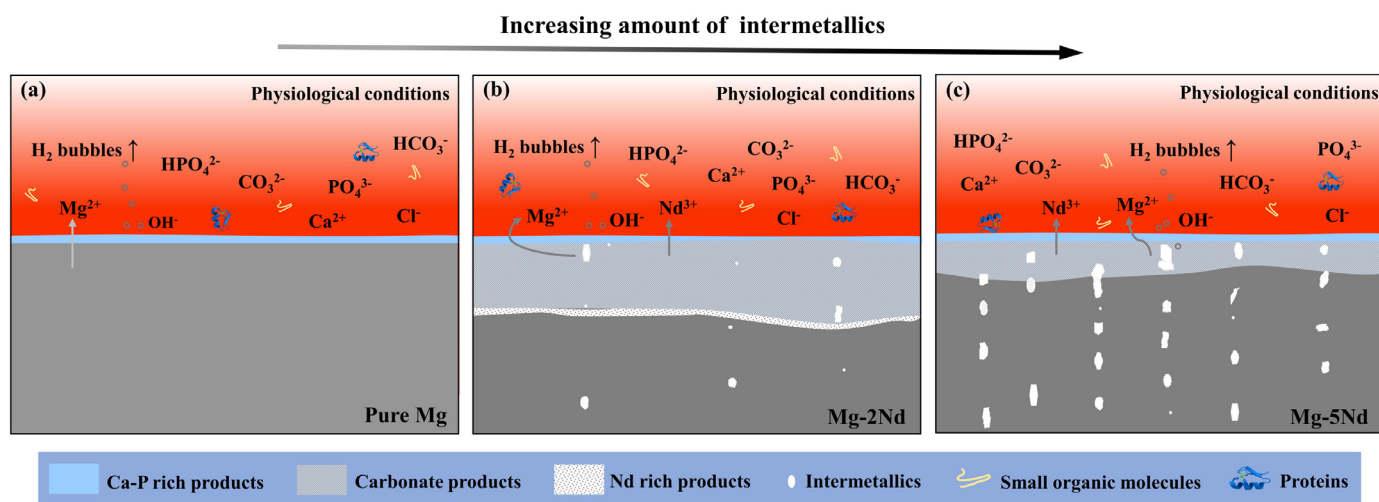 Increasing amount of intermetallics
(a)
Physiological conditions
H₂ bubbles ↑
HPO₄²⁻
CO₃²⁻
PO₄³⁻
HCO₃⁻
Mg²⁺
OH⁻
Ca²⁺
Cl⁻
Pure Mg
(b)
Physiological conditions
H₂ bubbles ↑
HPO₄²⁻
CO₃²⁻
Ca²⁺
PO₄³⁻
HCO₃⁻
Mg²⁺
OH⁻
Nd³⁺
Cl⁻
Mg-2Nd
(c)
Physiological conditions
HPO₄²⁻
CO₃²⁻
H₂ bubbles ↑
PO₄³⁻
Ca²⁺
HCO₃⁻
Nd³⁺
Mg²⁺
OH⁻
Cl⁻
Mg-5Nd
Ca-P rich products
Carbonate products
Nd rich products
Intermetallics
Small organic molecules
Proteins